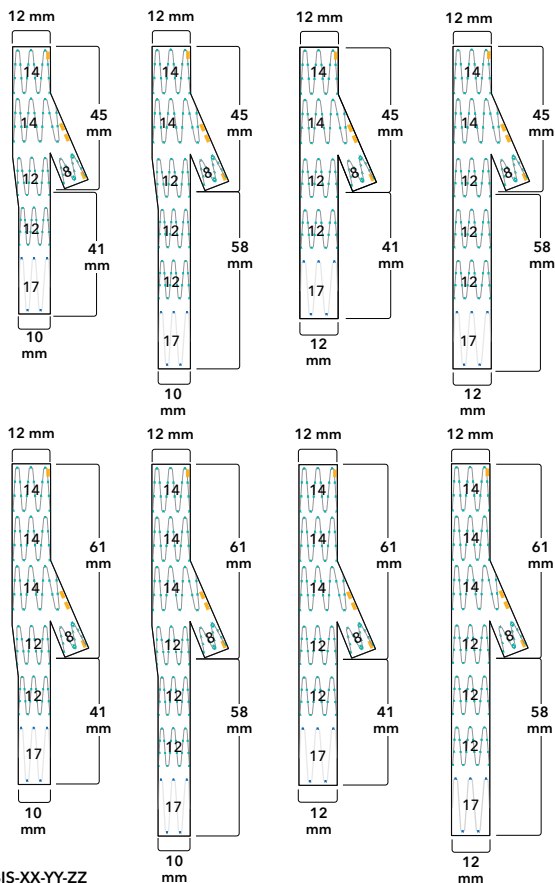 12 mm 12 mm 12 mm 12 mm
14 14 14 14
45 mm 45 mm 45 mm 45 mm
14 14 14 14
8 8 8 8
12 12 12 12
12 12 12 12
41 mm 58 mm 41 mm 58 mm
12 12
17 17 17 17
10 mm 10 mm 12 mm 12 mm
12 mm 12 mm 12 mm 12 mm
14 14 14 14
14 14 14 14
61 mm 61 mm 61 mm 61 mm
14 14 14 14
8 8 8 8
12 12 12 12
12 12 12 12
41 mm 58 mm 41 mm 58 mm
12 12
17 17 17 17
10 mm 10 mm 12 mm 12 mm
IS-XX-YY-ZZ